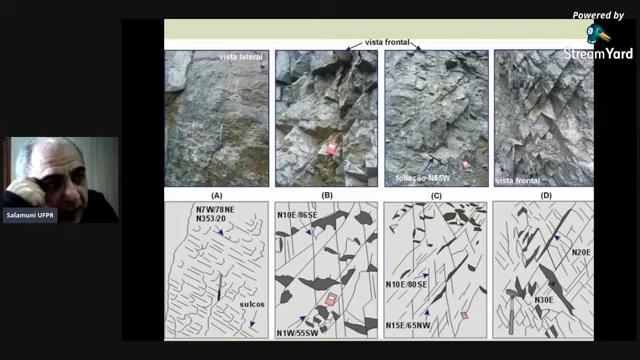 Powered by
StreamYard
vista frontal
vista lateral
foliação N55W
vista frontal
(A)
(B)
(C)
(D)
N7W/78NE
N353/20
sulcos
N10E/86SE
N1W/55SW
N10E/80SE
N15E/65NW
N20E
N30E
Salamuni UFPR